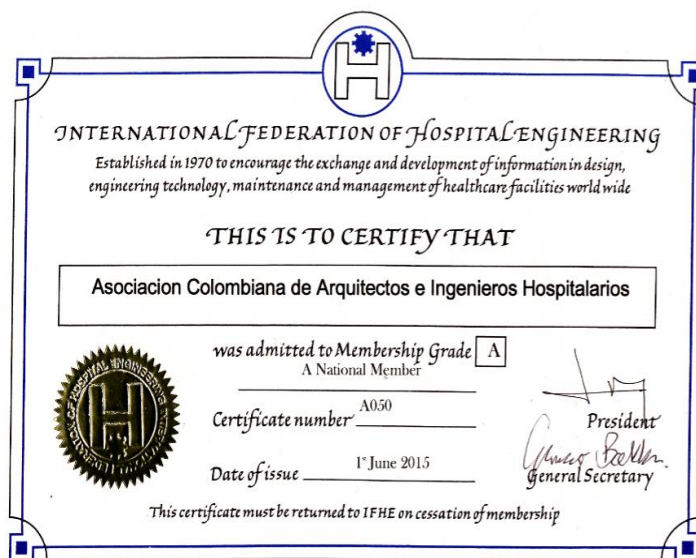 INTERNATIONAL FEDERATION OF HOSPITAL ENGINEERING
Established in 1970 to encourage the exchange and development of information in design,
engineering technology, maintenance and management of healthcare facilities world wide
THIS IS TO CERTIFY THAT
Asociacion Colombiana de Arquitectos e Ingenieros Hospitalarios
was admitted to Membership Grade A
A National Member
Certificate number A050
Date of issue 1st June 2015
President
General Secretary
This certificate must be returned to IFHE on cessation of membership